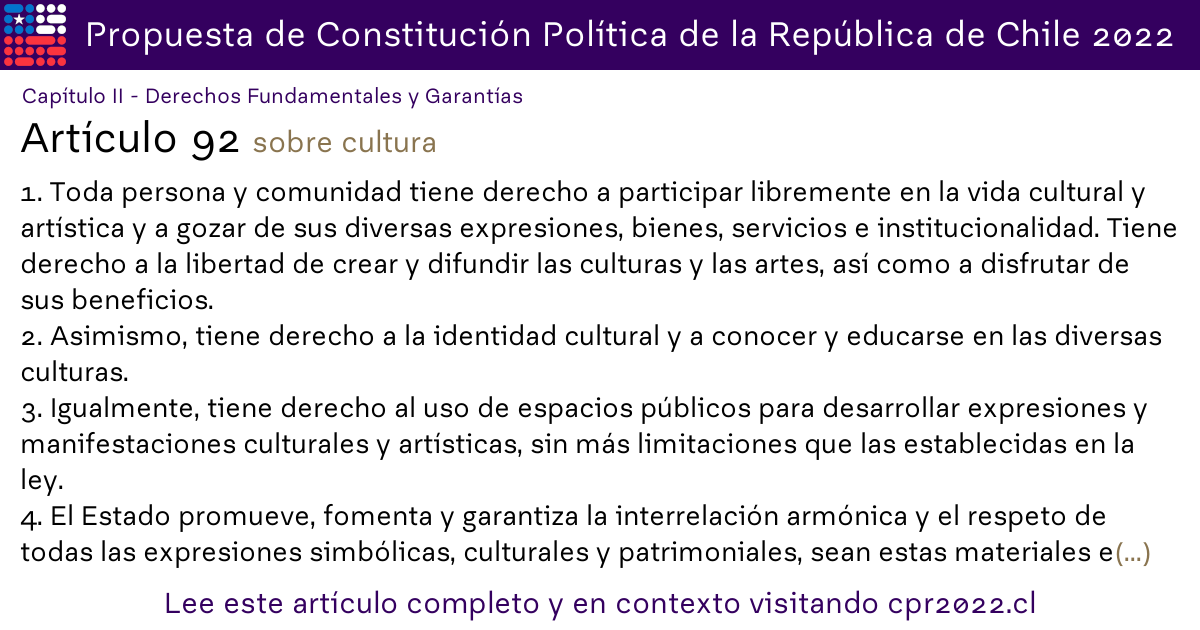 Propuesta de Constitución Política de la República de Chile 2022
Capítulo II - Derechos Fundamentales y Garantías
Artículo 92 sobre cultura
1. Toda persona y comunidad tiene derecho a participar libremente en la vida cultural y
artística y a gozar de sus diversas expresiones, bienes, servicios e institucionalidad. Tiene
derecho a la libertad de crear y difundir las culturas y las artes, así como a disfrutar de
sus beneficios.
2. Asimismo, tiene derecho a la identidad cultural y a conocer y educarse en las diversas
culturas.
3. Igualmente, tiene derecho al uso de espacios públicos para desarrollar expresiones y
manifestaciones culturales y artísticas, sin más limitaciones que las establecidas en la
ley.
4. El Estado promueve, fomenta y garantiza la interrelación armónica y el respeto de
todas las expresiones simbólicas, culturales y patrimoniales, sean estas materiales e(...)
Lee este artículo completo y en contexto visitando cpr2022.cl